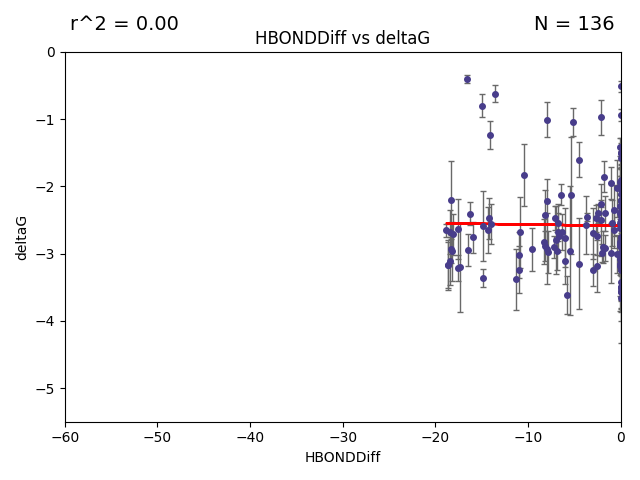 r^2 = 0.00
N = 136
HBONDDiff vs deltaG
0
−1
−2
−3
−4
−5
deltaG
−60
−50
−40
−30
−20
−10
0
HBONDDiff